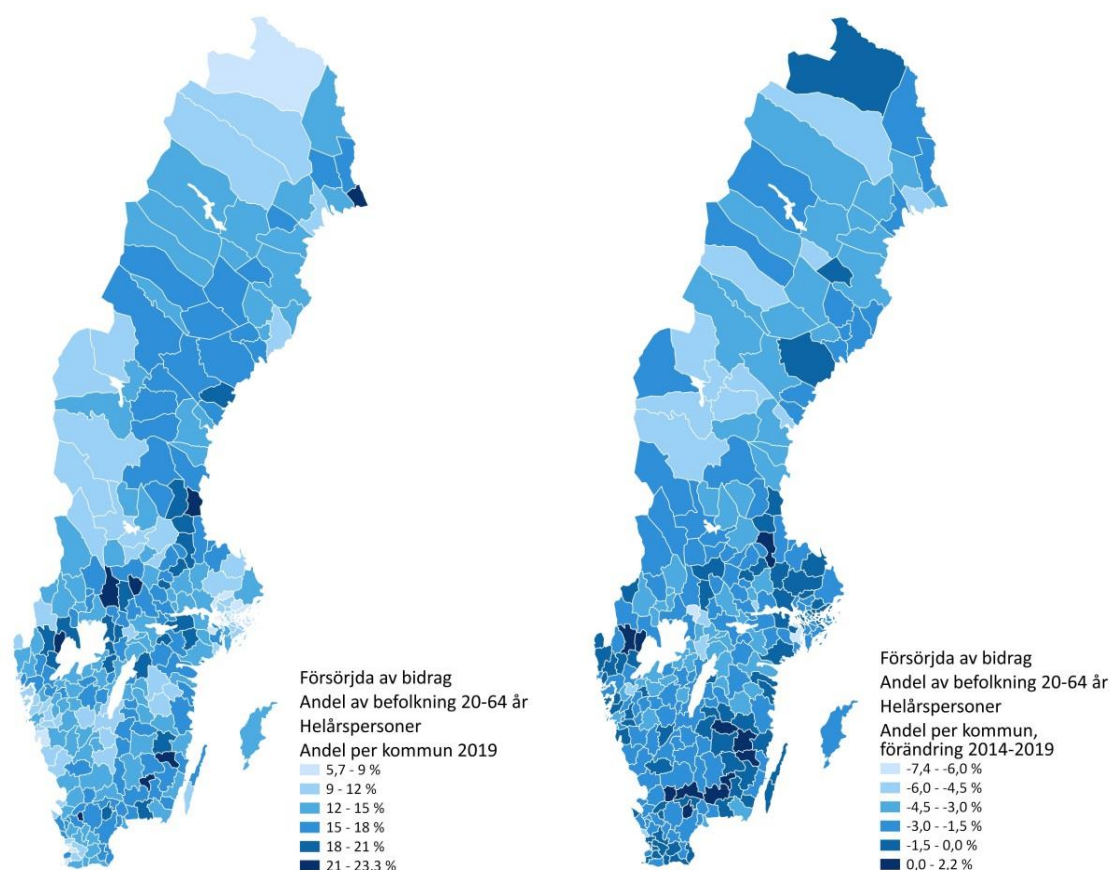 Försörjda av bidrag
Andel av befolkning 20-64 år
Helårspersoner
Andel per kommun 2019
5,7 - 9 %
9 - 12 %
12 - 15 %
15 - 18 %
18 - 21 %
21 - 23,3 %
Försörjda av bidrag
Andel av befolkning 20-64 år
Helårspersoner
Andel per kommun,
förändring 2014-2019
-7,4 - -6,0 %
-6,0 - -4,5 %
-4,5 - -3,0 %
-3,0 - -1,5 %
-1,5 - 0,0 %
0,0 - 2,2 %